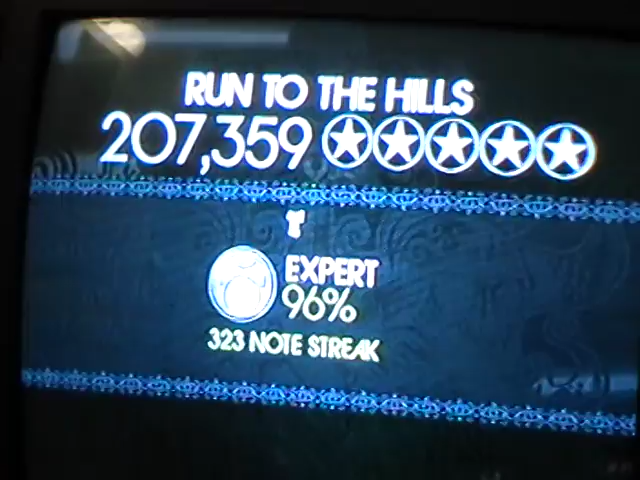 RUN TO THE HILLS
207,359
EXPERT
96%
323 NOTE STREAK